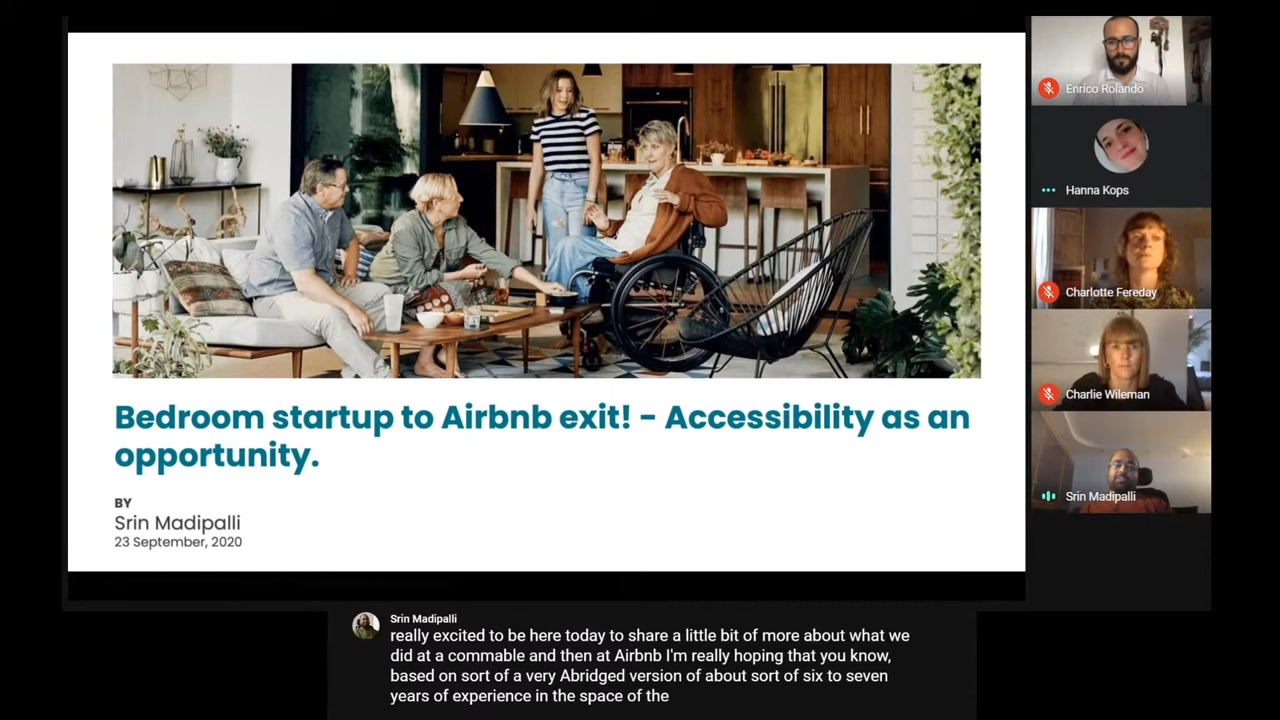 Bedroom startup to Airbnb exit! - Accessibility as an
opportunity.
BY
Srin Madipalli
23 September, 2020
Enrico Rolando
Hanna Kops
Charlotte Fereday
Charlie Wileman
Srin Madipalli
Srin Madipalli
really excited to be here today to share a little bit of more about what we
did at a commable and then at Airbnb I'm really hoping that you know,
based on sort of a very Abridged version of about sort of six to seven
years of experience in the space of the